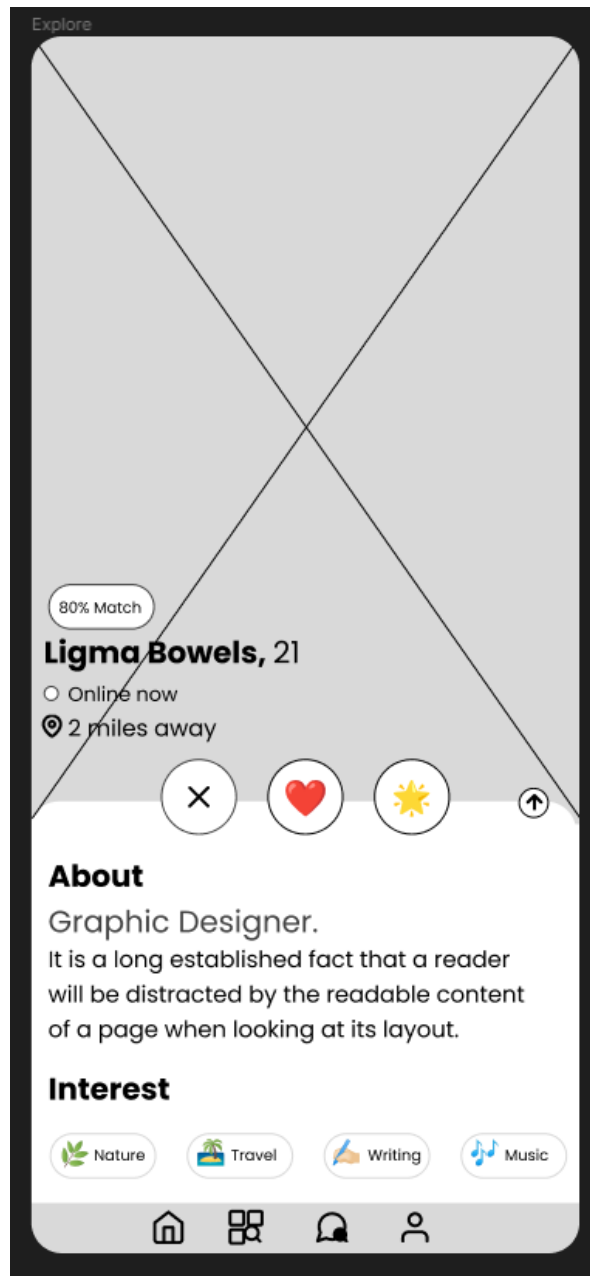 Explore
80% Match
Ligma Bowels, 21
Online now
2 miles away
About
Graphic Designer.
It is a long established fact that a reader
will be distracted by the readable content
of a page when looking at its layout.
Interest
Nature Travel Writing Music